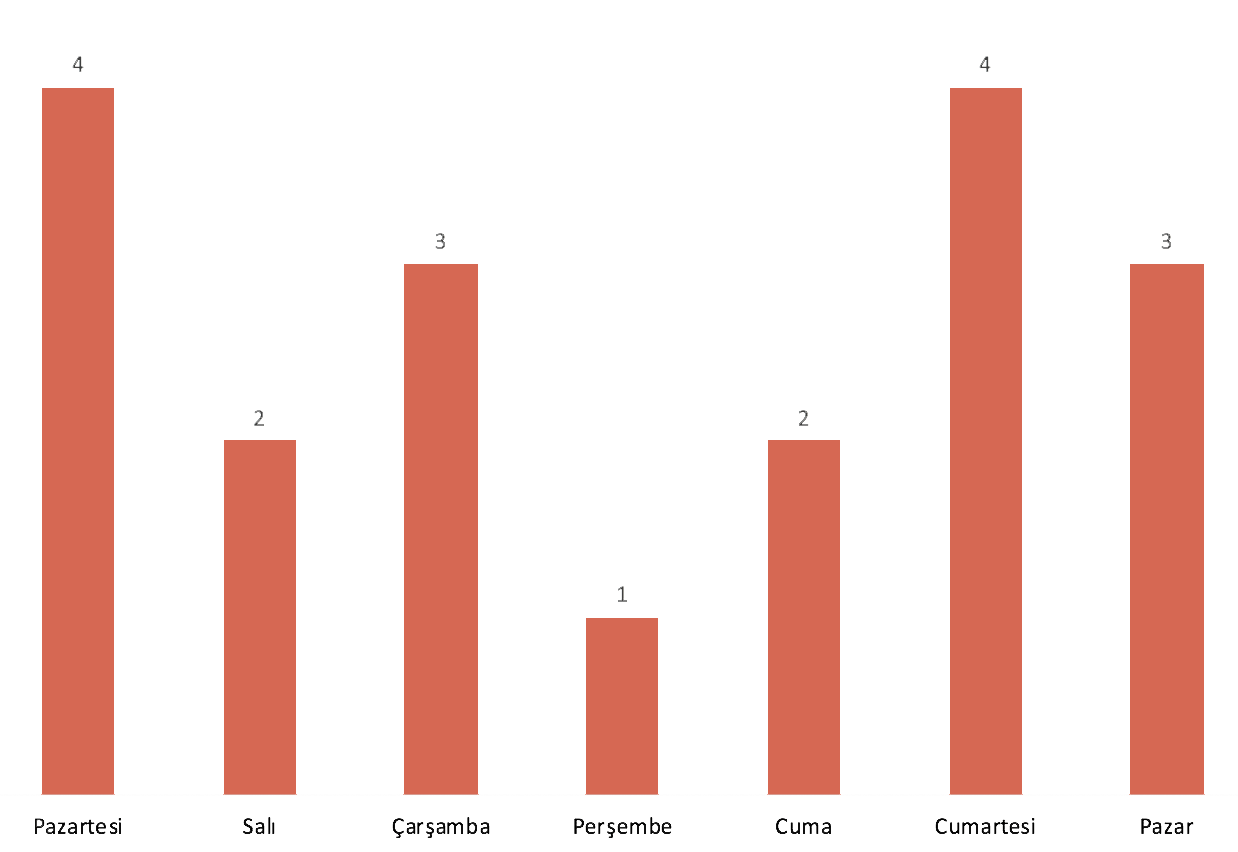 4
4
3
3
2
2
1
Pazartesi
Salı
Çarşamba
Perşembe
Cuma
Cumartesi
Pazar